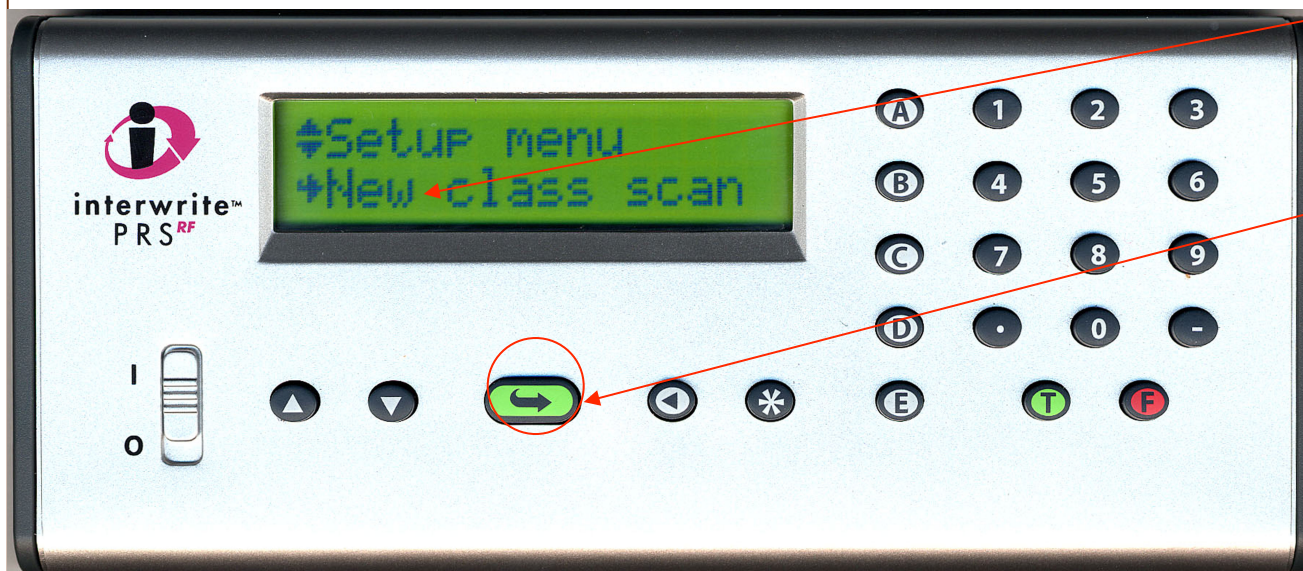 interwrite™
PRS RF
Setup menu
New class scan
A 1 2 3
B 4 5 6
C 7 8 9
D . 0 -
I
O
* E T F